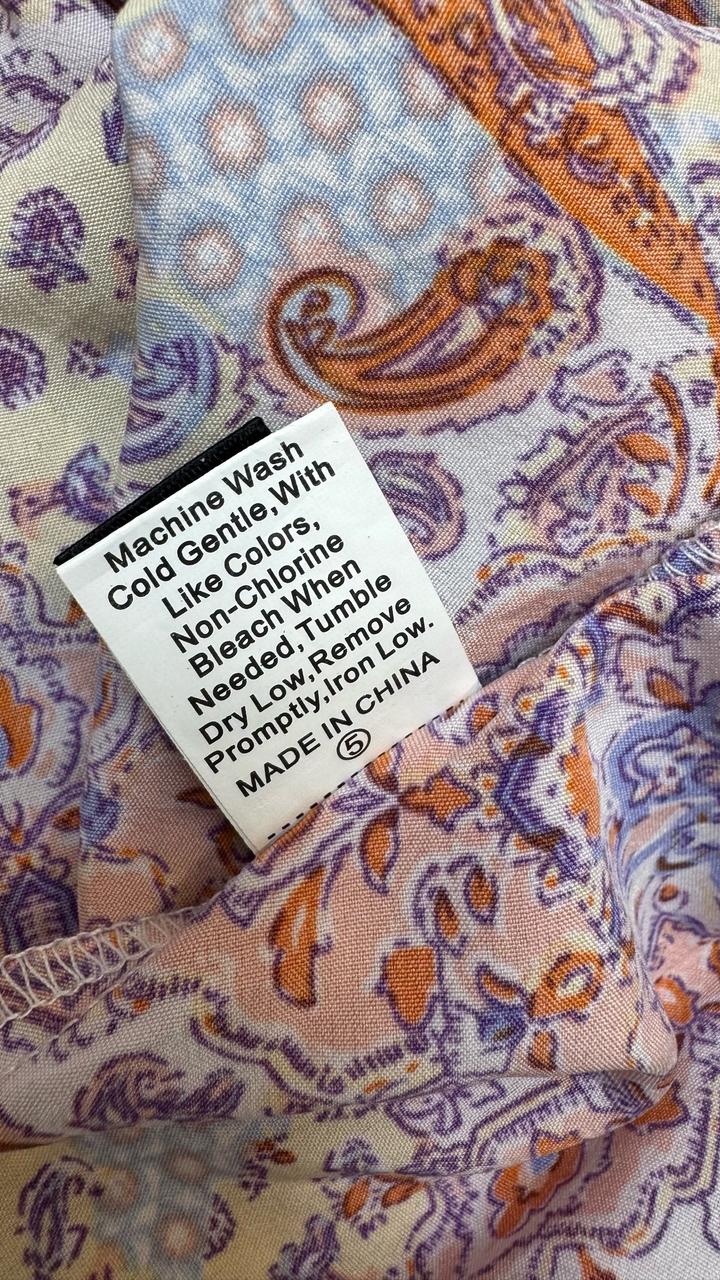 Machine Wash
Cold Gentle,With
Like Colors,
Non-Chlorine
Bleach When
Needed,Tumble
Dry Low,Remove
Promptly,Iron Low.
MADE IN CHINA
⑤